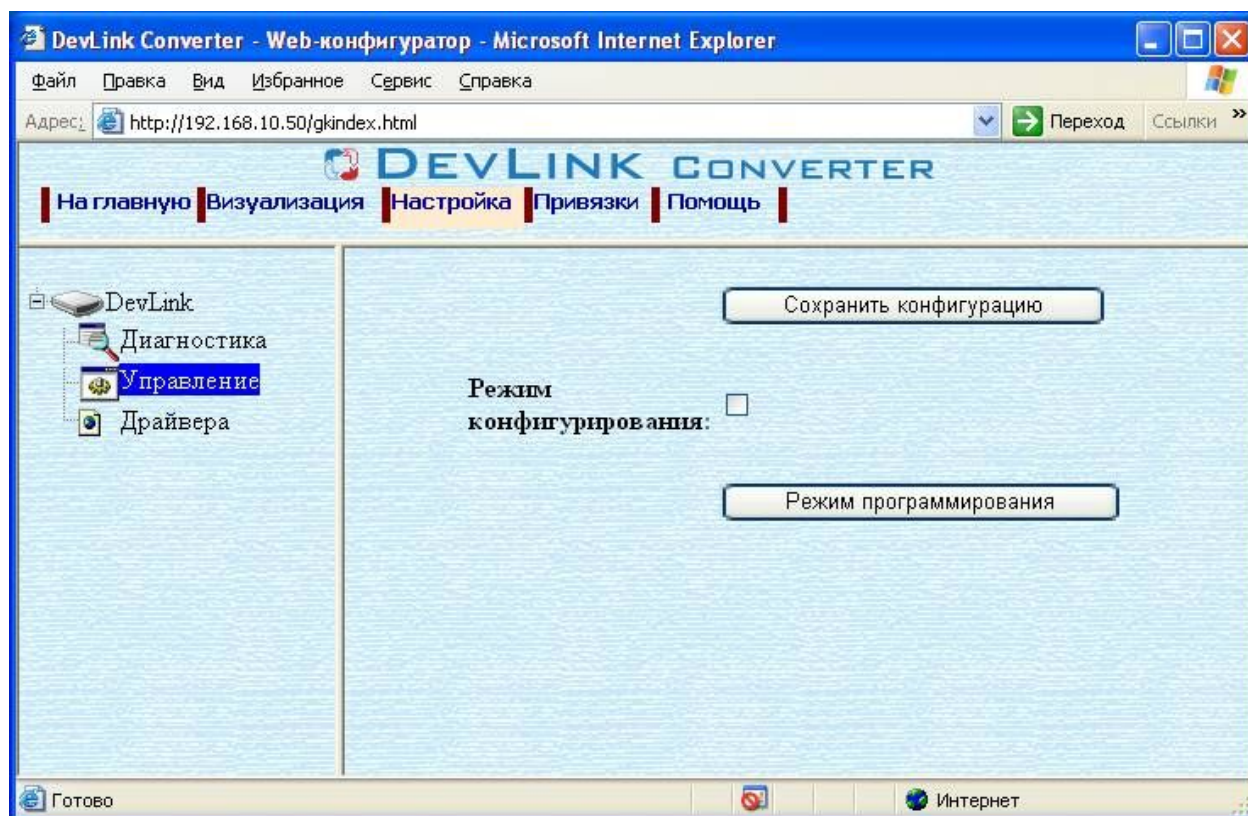 DevLink Converter - Web-конфигуратор - Microsoft Internet Explorer
Файл Правка Вид Избранное Сервис Справка
Адрес: http://192.168.10.50/gkindex.html Переход Ссылки »
DEVLINK CONVERTER
На главную Визуализация Настройка Привязки Помощь
DevLink
Диагностика
Управление
Драйвера
Сохранить конфигурацию
Режим
конфигурирования:
Режим программирования
Готово Интернет